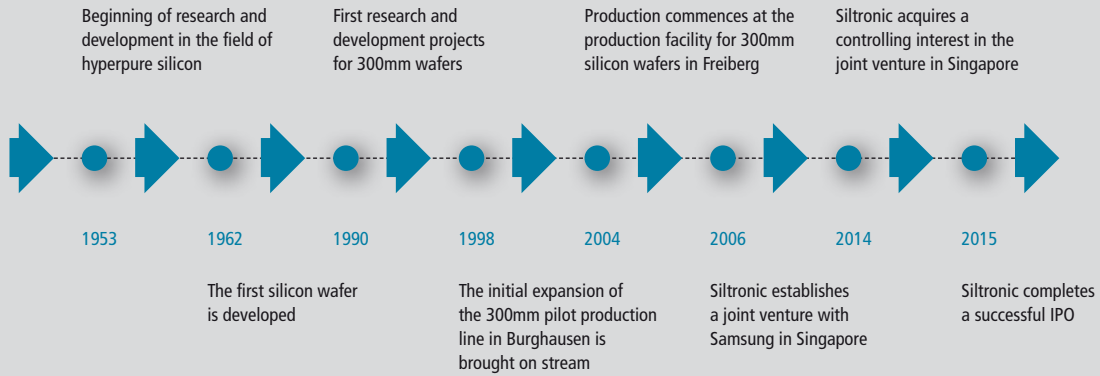 Beginning of research and
development in the field of
hyperpure silicon
First research and
development projects
for 300mm wafers
Production commences at the
production facility for 300mm
silicon wafers in Freiberg
Siltronic acquires a
controlling interest in the
joint venture in Singapore
1953
1962
1990
1998
2004
2006
2014
2015
The first silicon wafer
is developed
The initial expansion of
the 300mm pilot production
line in Burghausen is
brought on stream
Siltronic establishes
a joint venture with
Samsung in Singapore
Siltronic completes
a successful IPO